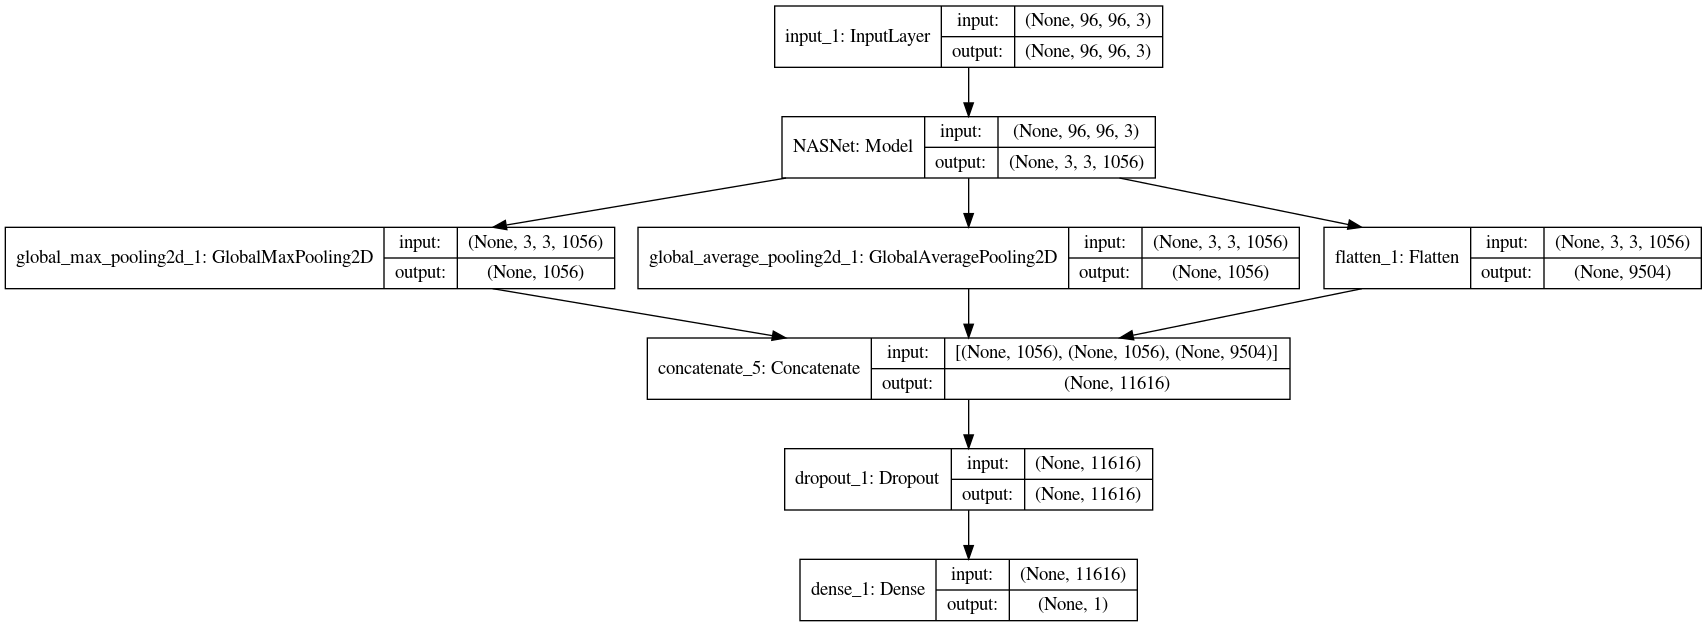 input_1: InputLayer
input: (None, 96, 96, 3)
output: (None, 96, 96, 3)
NASNet: Model
input: (None, 96, 96, 3)
output: (None, 3, 3, 1056)
global_max_pooling2d_1: GlobalMaxPooling2D
input: (None, 3, 3, 1056)
output: (None, 1056)
global_average_pooling2d_1: GlobalAveragePooling2D
input: (None, 3, 3, 1056)
output: (None, 1056)
flatten_1: Flatten
input: (None, 3, 3, 1056)
output: (None, 9504)
concatenate_5: Concatenate
input: [(None, 1056), (None, 1056), (None, 9504)]
output: (None, 11616)
dropout_1: Dropout
input: (None, 11616)
output: (None, 11616)
dense_1: Dense
input: (None, 11616)
output: (None, 1)